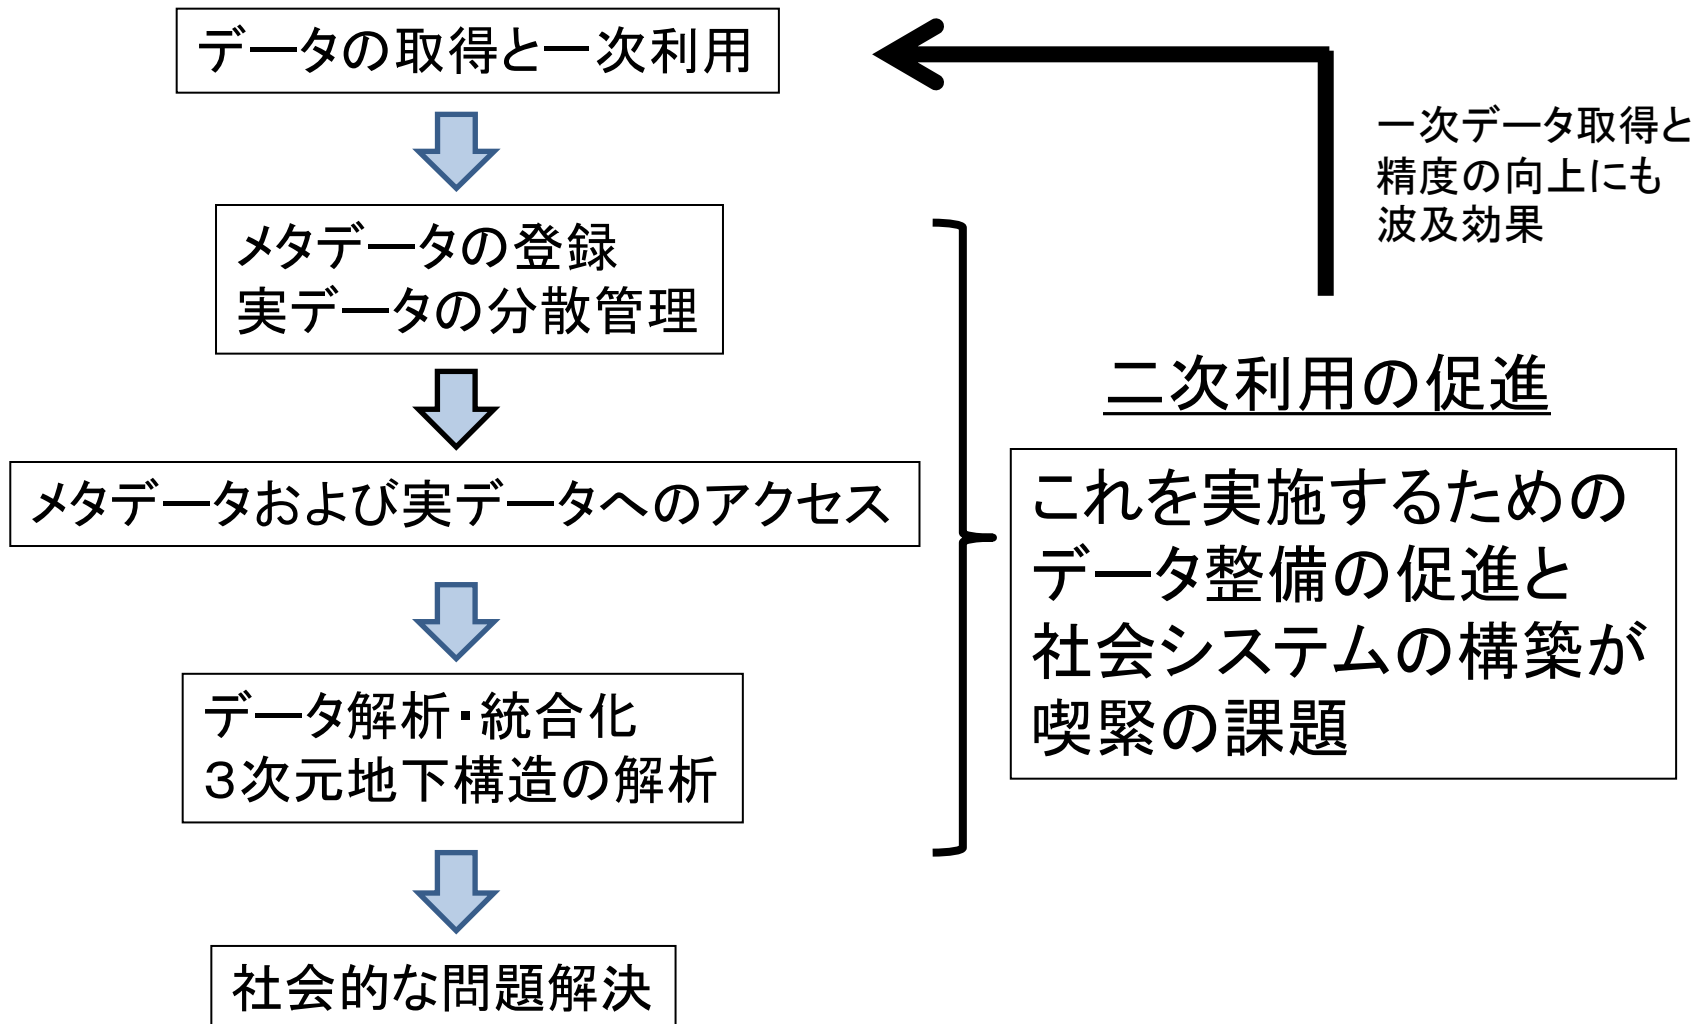 データの取得と一次利用
メタデータの登録
実データの分散管理
メタデータおよび実データへのアクセス
データ解析・統合化
３次元地下構造の解析
社会的な問題解決
一次データ取得と
精度の向上にも
波及効果
二次利用の促進
これを実施するための
データ整備の促進と
社会システムの構築が
喫緊の課題